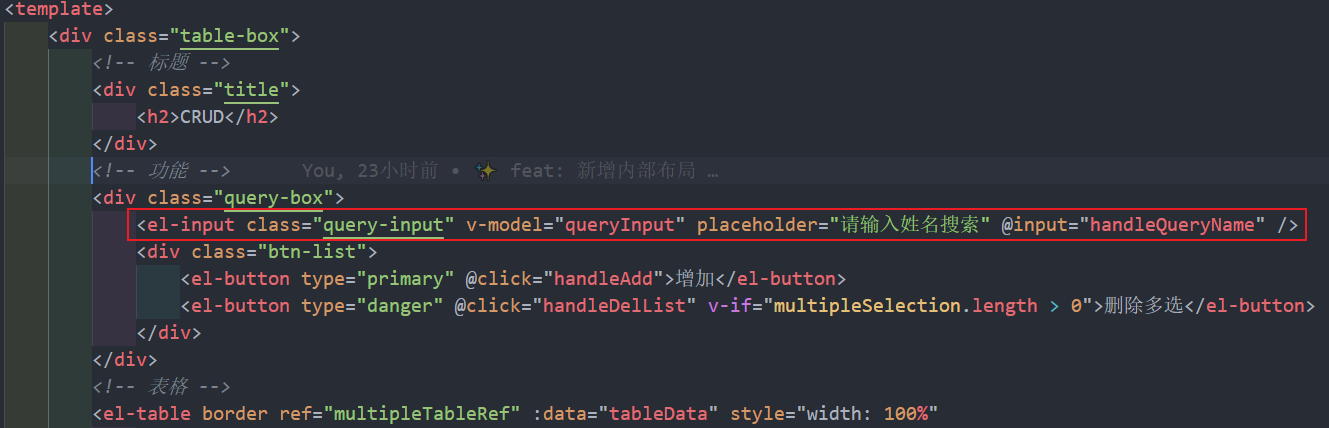 <template>
<div class="table-box">
<!-- 标题 -->
<div class="title">
<h2>CRUD</h2>
</div>
<!-- 功能 --> You, 23小时前 • ✨ feat: 新增内部布局 …
<div class="query-box">
<el-input class="query-input" v-model="queryInput" placeholder="请输入姓名搜索" @input="handleQueryName" />
<div class="btn-list">
<el-button type="primary" @click="handleAdd">增加</el-button>
<el-button type="danger" @click="handleDelList" v-if="multipleSelection.length > 0">删除多选</el-button>
</div>
</div>
<!-- 表格 -->
<el-table border ref="multipleTableRef" :data="tableData" style="width: 100%"